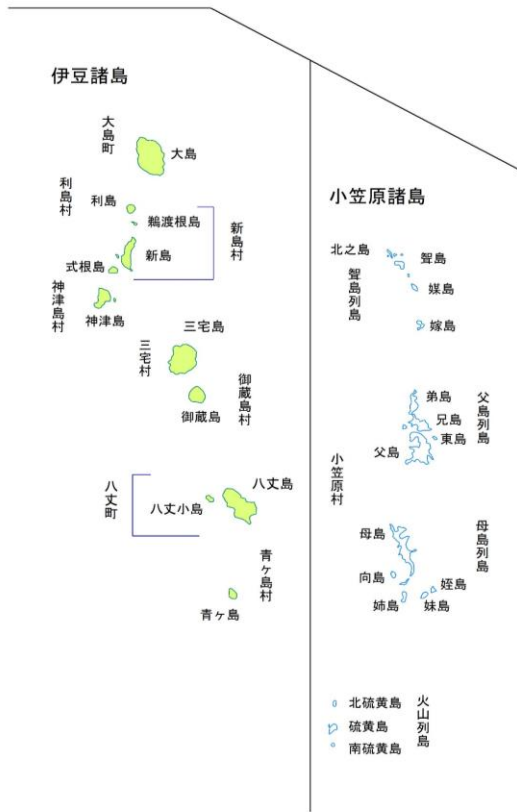 伊豆諸島
大島町
大島
利島村
利島
鵜渡根島
新島村
新島
式根島
神津島村
神津島
三宅島
三宅村
御蔵島村
御蔵島
八丈町
八丈島
八丈小島
青ヶ島村
青ヶ島
小笠原諸島
北之島
聟島
聟島列島
媒島
嫁島
弟島
兄島
東島
父島
父島列島
小笠原村
母島
母島列島
向島
姪島
姉島
妹島
北硫黄島
硫黄島
南硫黄島
火山列島